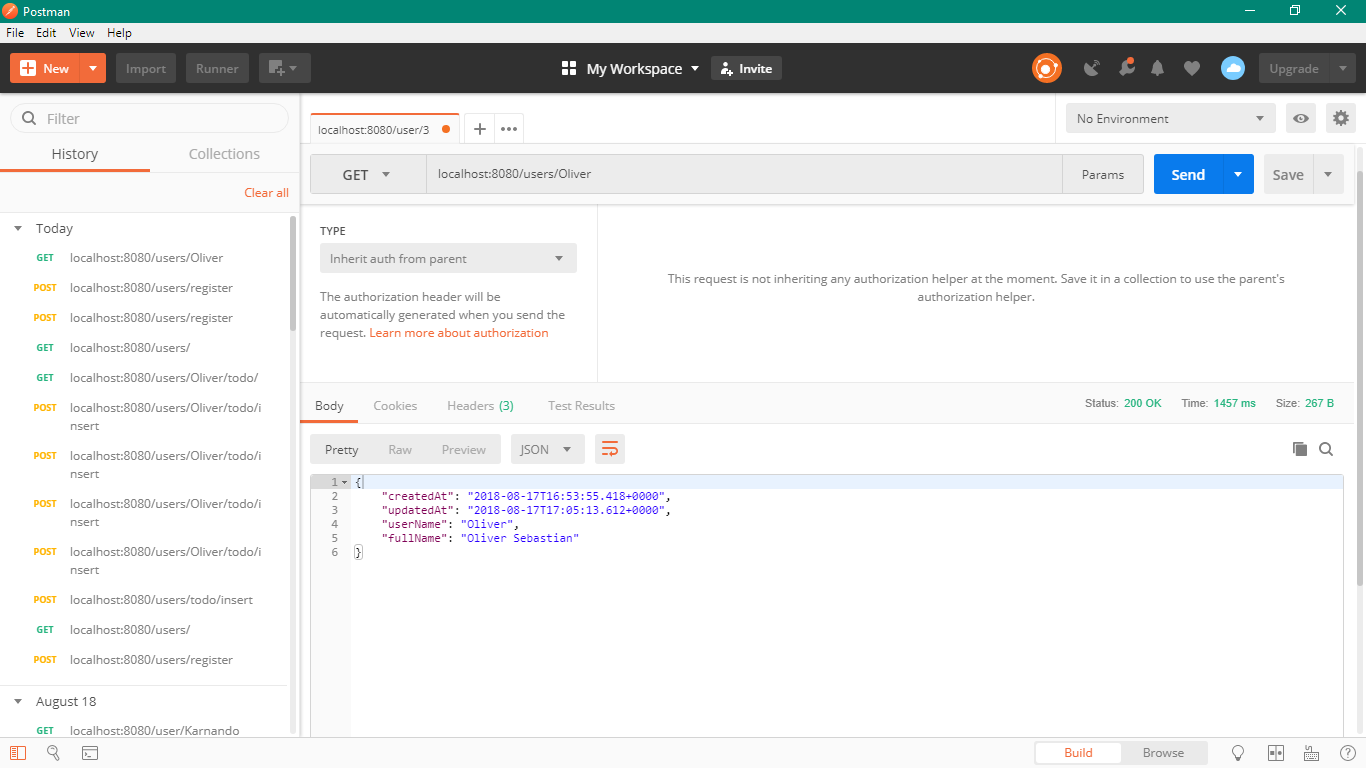 Postman
File Edit View Help
New Import Runner My Workspace Invite Upgrade
Filter
History Collections
Clear all
Today
GET localhost:8080/users/Oliver
POST localhost:8080/users/register
POST localhost:8080/users/register
GET localhost:8080/users/
GET localhost:8080/users/Oliver/todo/
POST localhost:8080/users/Oliver/todo/i
nsert
POST localhost:8080/users/Oliver/todo/i
nsert
POST localhost:8080/users/Oliver/todo/i
nsert
POST localhost:8080/users/Oliver/todo/i
nsert
POST localhost:8080/users/todo/insert
GET localhost:8080/users/
POST localhost:8080/users/register
August 18
GET localhost:8080/user/Karnando
localhost:8080/user/3
No Environment
GET localhost:8080/users/Oliver Params Send Save
TYPE
Inherit auth from parent
The authorization header will be
automatically generated when you send the
request. Learn more about authorization
This request is not inheriting any authorization helper at the moment. Save it in a collection to use the parent's
authorization helper.
Body Cookies Headers (3) Test Results Status: 200 OK Time: 1457 ms Size: 267 B
Pretty Raw Preview JSON
1 {
2 "createdAt": "2018-08-17T16:53:55.418+0000",
3 "updatedAt": "2018-08-17T17:05:13.612+0000",
4 "userName": "Oliver",
5 "fullName": "Oliver Sebastian"
6 }
Build Browse